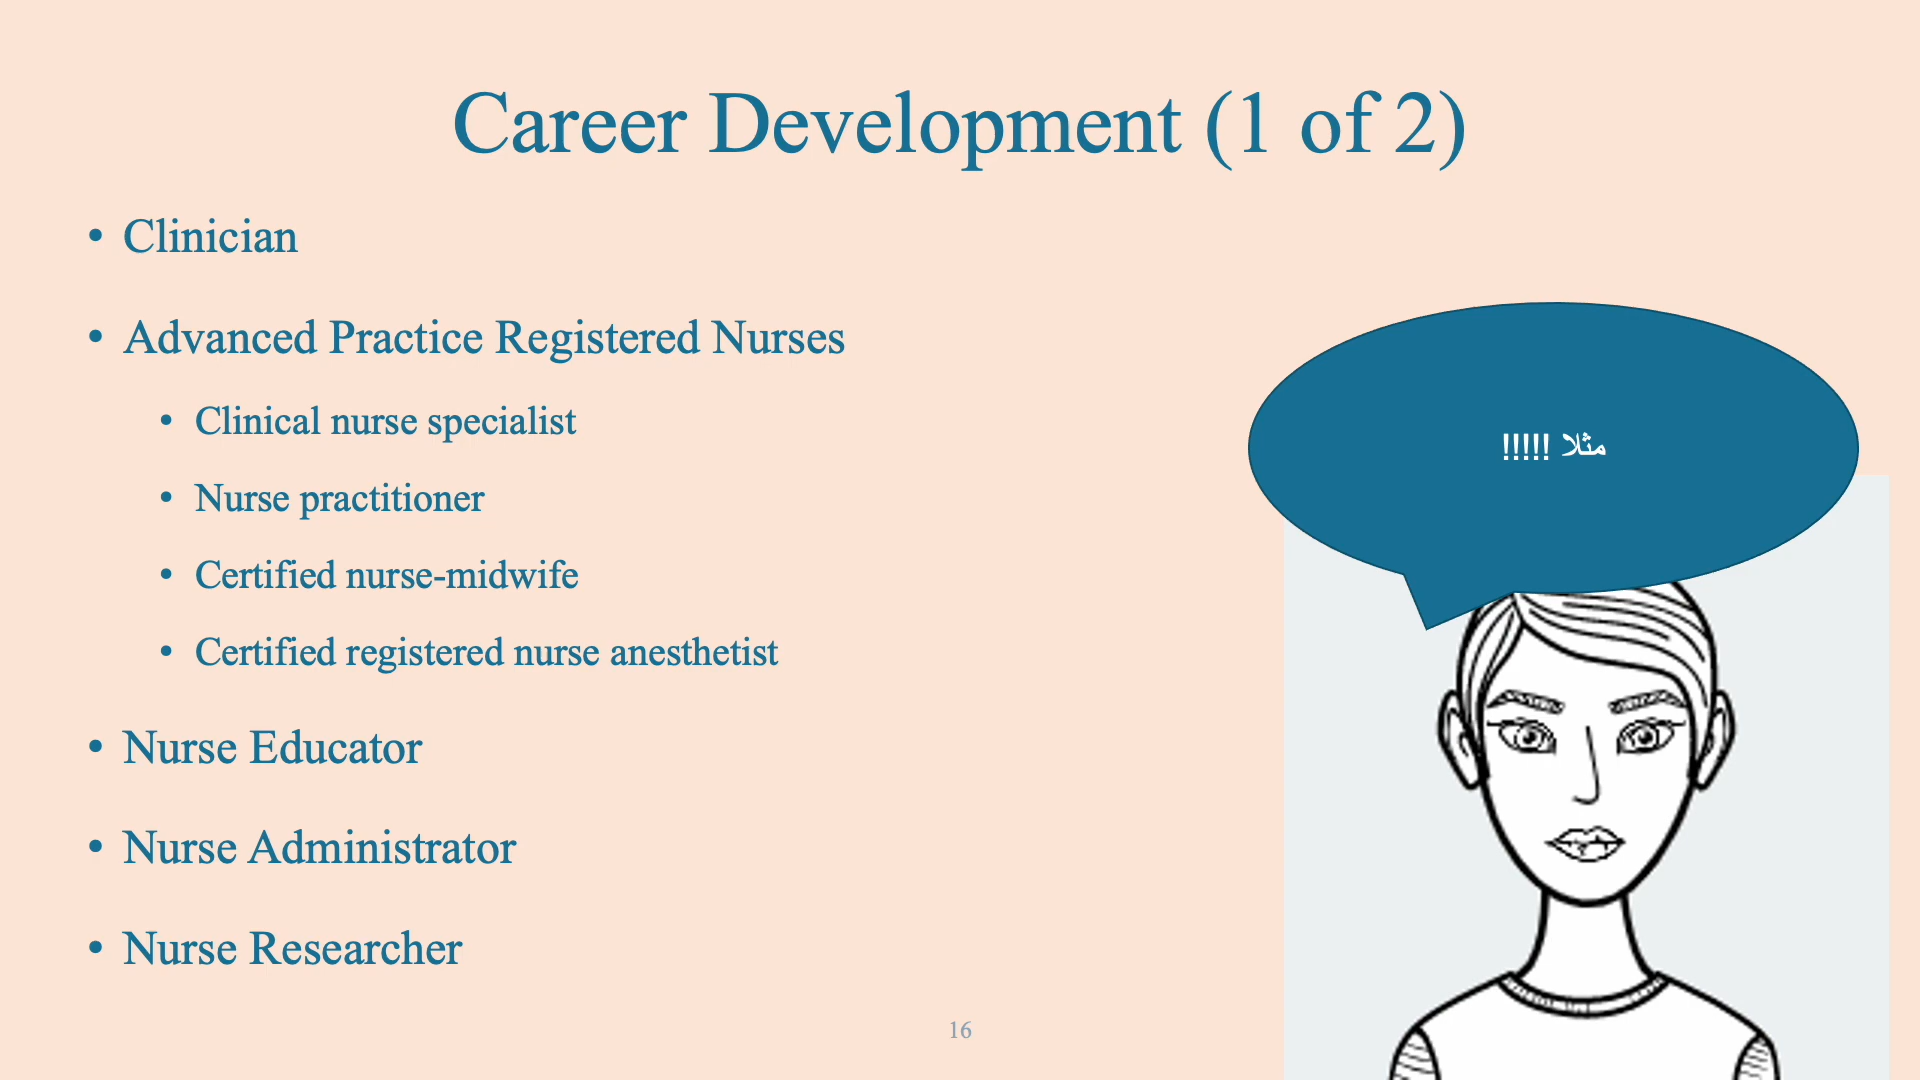 Career Development (1 of 2)
• Clinician
• Advanced Practice Registered Nurses
• Clinical nurse specialist
• Nurse practitioner
• Certified nurse-midwife
• Certified registered nurse anesthetist
• Nurse Educator
• Nurse Administrator
• Nurse Researcher
مثلا !!!!!
16